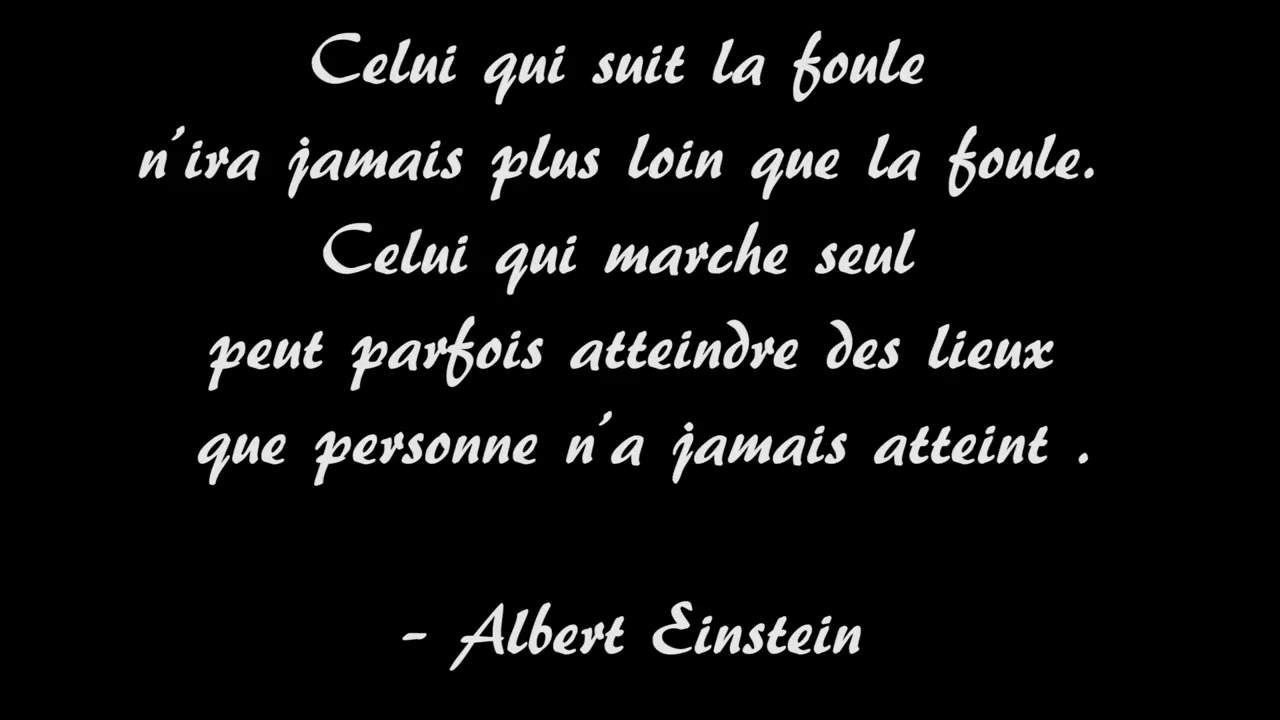 Celui qui suit la foule
n'ira jamais plus loin que la foule.
Celui qui marche seul
peut parfois atteindre des lieux
que personne n'a jamais atteint .
- Albert Einstein